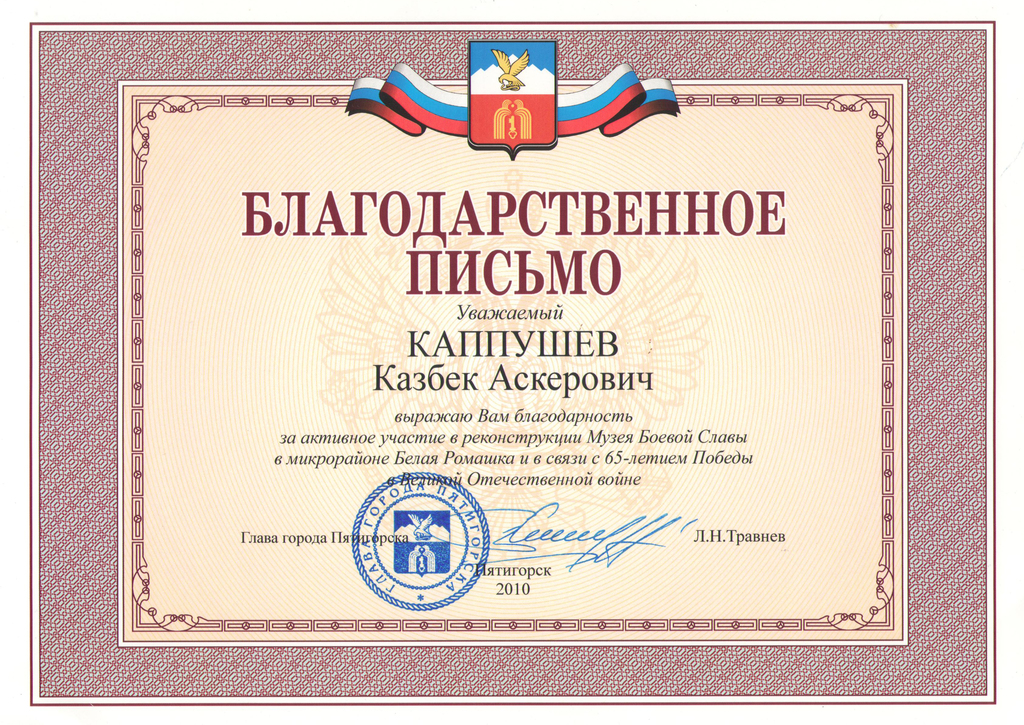 БЛАГОДАРСТВЕННОЕ
ПИСЬМО
Уважаемый
КАППУШЕВ
Казбек Аскерович
выражаю Вам благодарность
за активное участие в реконструкции Музея Боевой Славы
в микрорайоне Белая Ромашка и в связи с 65-летием Победы
в Великой Отечественной войне
Глава города Пятигорска
Л.Н.Травнев
ГЛАВА ГОРОДА ПЯТИГОРСКА
Пятигорск
2010